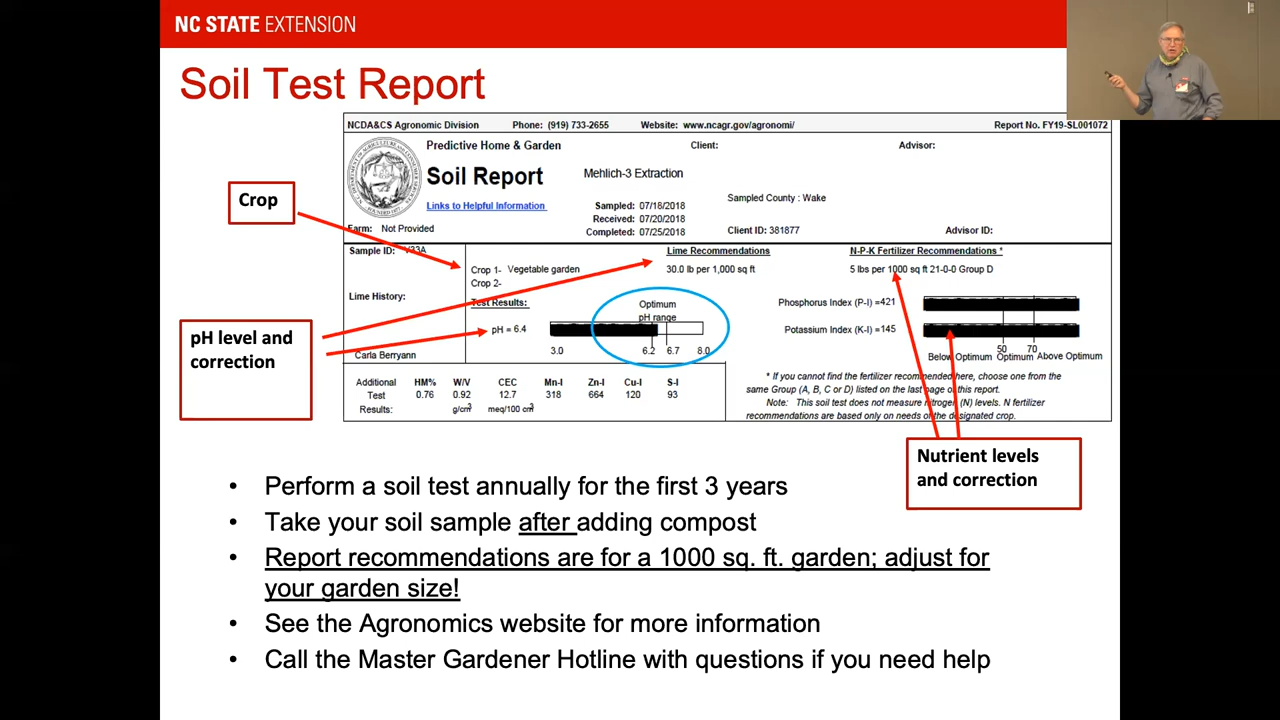 NC STATE EXTENSION
Soil Test Report
NCDA&CS Agronomic Division Phone: (919) 733-2655 Website: www.ncagr.gov/agronomi/ Report No. FY19-SL001072
Predictive Home & Garden Client: Advisor:
Soil Report Mehlich-3 Extraction
Links to Helpful Information
Sampled: 07/18/2018 Sampled County : Wake
Received: 07/20/2018
Completed: 07/25/2018 Client ID: 381877 Advisor ID:
Farm: Not Provided
Crop
Sample ID: Lime Recommendations N-P-K Fertilizer Recommendations *
Crop 1- Vegetable garden 30.0 lb per 1,000 sq ft 5 lbs per 1000 sq ft 21-0-0 Group D
Crop 2-
Lime History: Test Results: Optimum Phosphorus Index (P-I) =421
pH range
pH = 6.4 Potassium Index (K-I) =145
3.0 6.2 6.7 8.0 50 70
Carla Berryann Below Optimum Optimum Above Optimum
pH level and
correction
Additional HM% W/V CEC Mn-I Zn-I Cu-I S-I
Test 0.76 0.92 12.7 318 664 120 93
Results: g/cm3 meq/100 cm3
* If you cannot find the fertilizer recommended here, choose one from the
same Group (A, B, C or D) listed on the last page of this report.
Note: This soil test does not measure nitrogen (N) levels. N fertilizer
recommendations are based only on needs of the designated crop.
Nutrient levels
and correction
• Perform a soil test annually for the first 3 years
• Take your soil sample after adding compost
• Report recommendations are for a 1000 sq. ft. garden; adjust for
your garden size!
• See the Agronomics website for more information
• Call the Master Gardener Hotline with questions if you need help